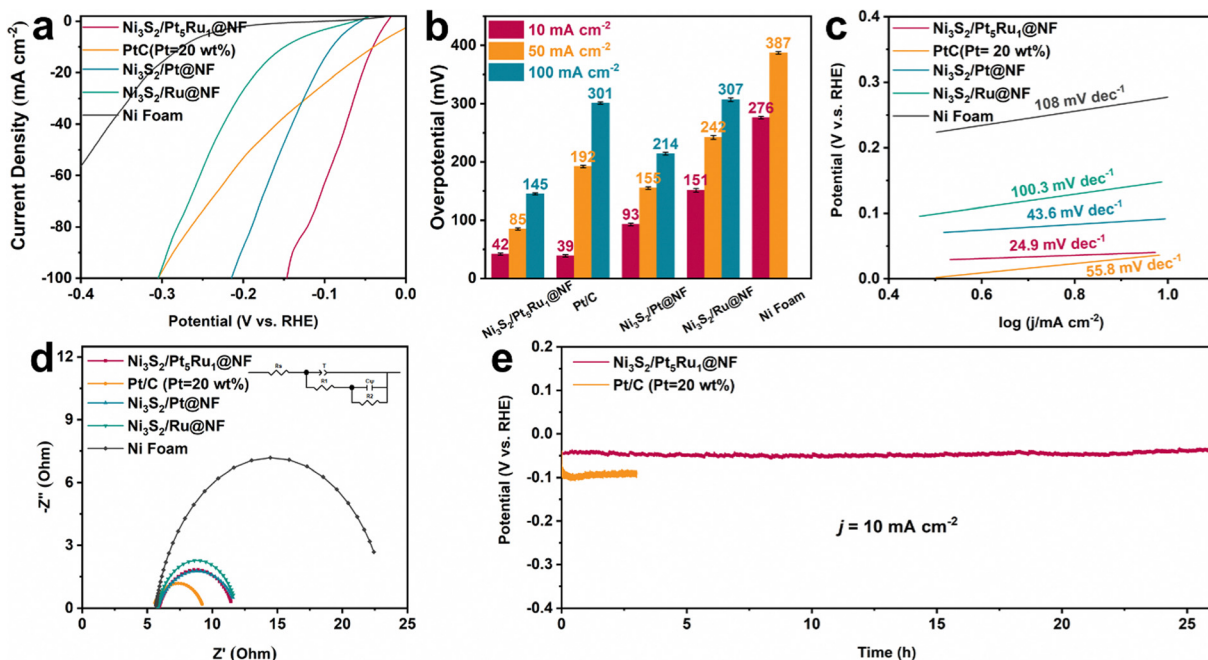 a
Ni₃S₂/Pt₅Ru₁@NF
PtC(Pt=20 wt%)
Ni₃S₂/Pt@NF
Ni₃S₂/Ru@NF
Ni Foam
Current Density (mA cm⁻²)
0
-20
-40
-60
-80
-100
-0.4
-0.3
-0.2
-0.1
0.0
Potential (V vs. RHE)
b
10 mA cm⁻²
50 mA cm⁻²
100 mA cm⁻²
Overpotential (mV)
400
300
200
100
0
42
85
145
39
192
301
93
155
214
151
242
307
276
387
Ni₃S₂/Pt₅Ru₁@NF
Pt/C
Ni₃S₂/Pt@NF
Ni₃S₂/Ru@NF
Ni Foam
c
Ni₃S₂/Pt₅Ru₁@NF
PtC(Pt= 20 wt%)
Ni₃S₂/Pt@NF
Ni₃S₂/Ru@NF
Ni Foam
Potential (V v.s. RHE)
0.4
0.3
0.2
0.1
0.0
108 mV dec⁻¹
100.3 mV dec⁻¹
43.6 mV dec⁻¹
24.9 mV dec⁻¹
55.8 mV dec⁻¹
0.4
0.6
0.8
1.0
log (j/mA cm⁻²)
d
Ni₃S₂/Pt₅Ru₁@NF
Pt/C (Pt=20 wt%)
Ni₃S₂/Pt@NF
Ni₃S₂/Ru@NF
Ni Foam
Rs
T
R1
R2
-Z'' (Ohm)
12
9
6
3
0
0
5
10
15
20
25
Z' (Ohm)
e
Ni₃S₂/Pt₅Ru₁@NF
Pt/C (Pt=20 wt%)
Potential (V vs. RHE)
0.2
0.1
0.0
-0.1
-0.2
-0.3
-0.4
j = 10 mA cm⁻²
0
5
10
15
20
25
Time (h)